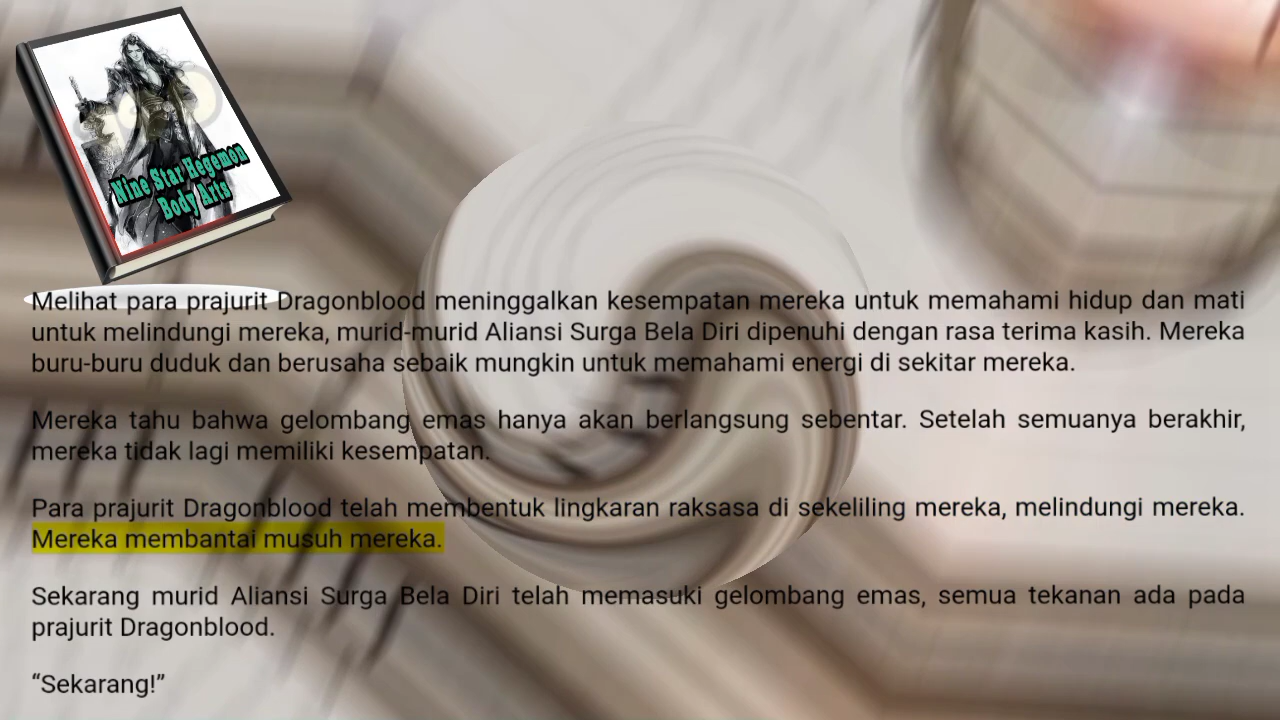 Nine Star Hegemon
Body Arts
Melihat para prajurit Dragonblood meninggalkan kesempatan mereka untuk memahami hidup dan mati
untuk melindungi mereka, murid-murid Aliansi Surga Bela Diri dipenuhi dengan rasa terima kasih. Mereka
buru-buru duduk dan berusaha sebaik mungkin untuk memahami energi di sekitar mereka.
Mereka tahu bahwa gelombang emas hanya akan berlangsung sebentar. Setelah semuanya berakhir,
mereka tidak lagi memiliki kesempatan.
Para prajurit Dragonblood telah membentuk lingkaran raksasa di sekeliling mereka, melindungi mereka.
Mereka membantai musuh mereka.
Sekarang murid Aliansi Surga Bela Diri telah memasuki gelombang emas, semua tekanan ada pada
prajurit Dragonblood.
“Sekarang!”